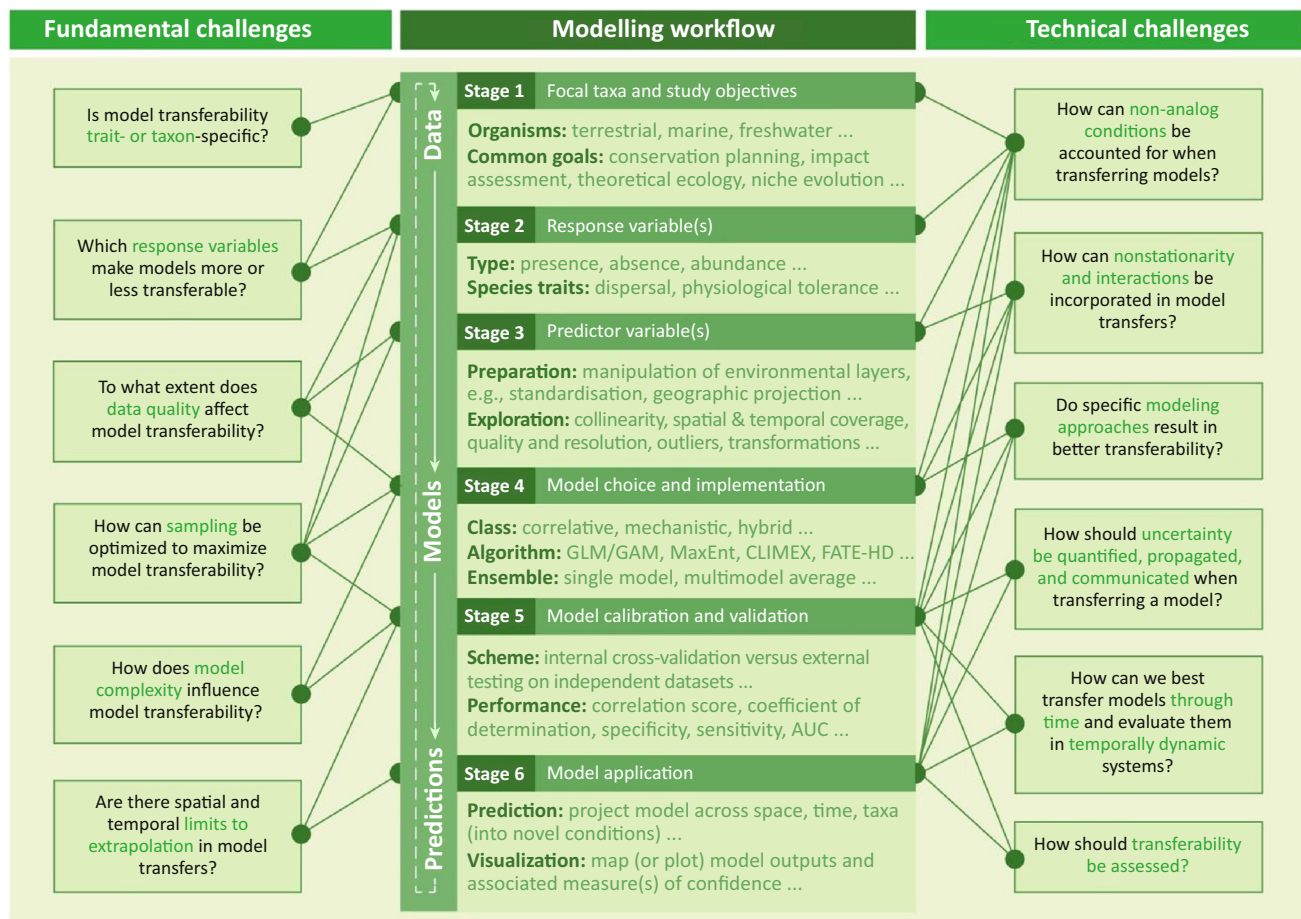 Fundamental challenges
Modelling workflow
Technical challenges
Is model transferability
trait- or taxon-specific?
Which response variables
make models more or
less transferable?
To what extent does
data quality affect
model transferability?
How can sampling be
optimized to maximize
model transferability?
How does model
complexity influence
model transferability?
Are there spatial and
temporal limits to
extrapolation in model
transfers?
Data
Models
Predictions
Stage 1 Focal taxa and study objectives
Organisms: terrestrial, marine, freshwater ...
Common goals: conservation planning, impact
assessment, theoretical ecology, niche evolution ...
Stage 2 Response variable(s)
Type: presence, absence, abundance ...
Species traits: dispersal, physiological tolerance ...
Stage 3 Predictor variable(s)
Preparation: manipulation of environmental layers,
e.g., standardisation, geographic projection ...
Exploration: collinearity, spatial & temporal coverage,
quality and resolution, outliers, transformations ...
Stage 4 Model choice and implementation
Class: correlative, mechanistic, hybrid ...
Algorithm: GLM/GAM, MaxEnt, CLIMEX, FATE-HD ...
Ensemble: single model, multimodel average ...
Stage 5 Model calibration and validation
Scheme: internal cross-validation versus external
testing on independent datasets ...
Performance: correlation score, coefficient of
determination, specificity, sensitivity, AUC ...
Stage 6 Model application
Prediction: project model across space, time, taxa
(into novel conditions) ...
Visualization: map (or plot) model outputs and
associated measure(s) of confidence ...
How can non-analog
conditions be
accounted for when
transferring models?
How can nonstationarity
and interactions be
incorporated in model
transfers?
Do specific modeling
approaches result in
better transferability?
How should uncertainty
be quantified, propagated,
and communicated when
transferring a model?
How can we best
transfer models through
time and evaluate them
in temporally dynamic
systems?
How should transferability
be assessed?